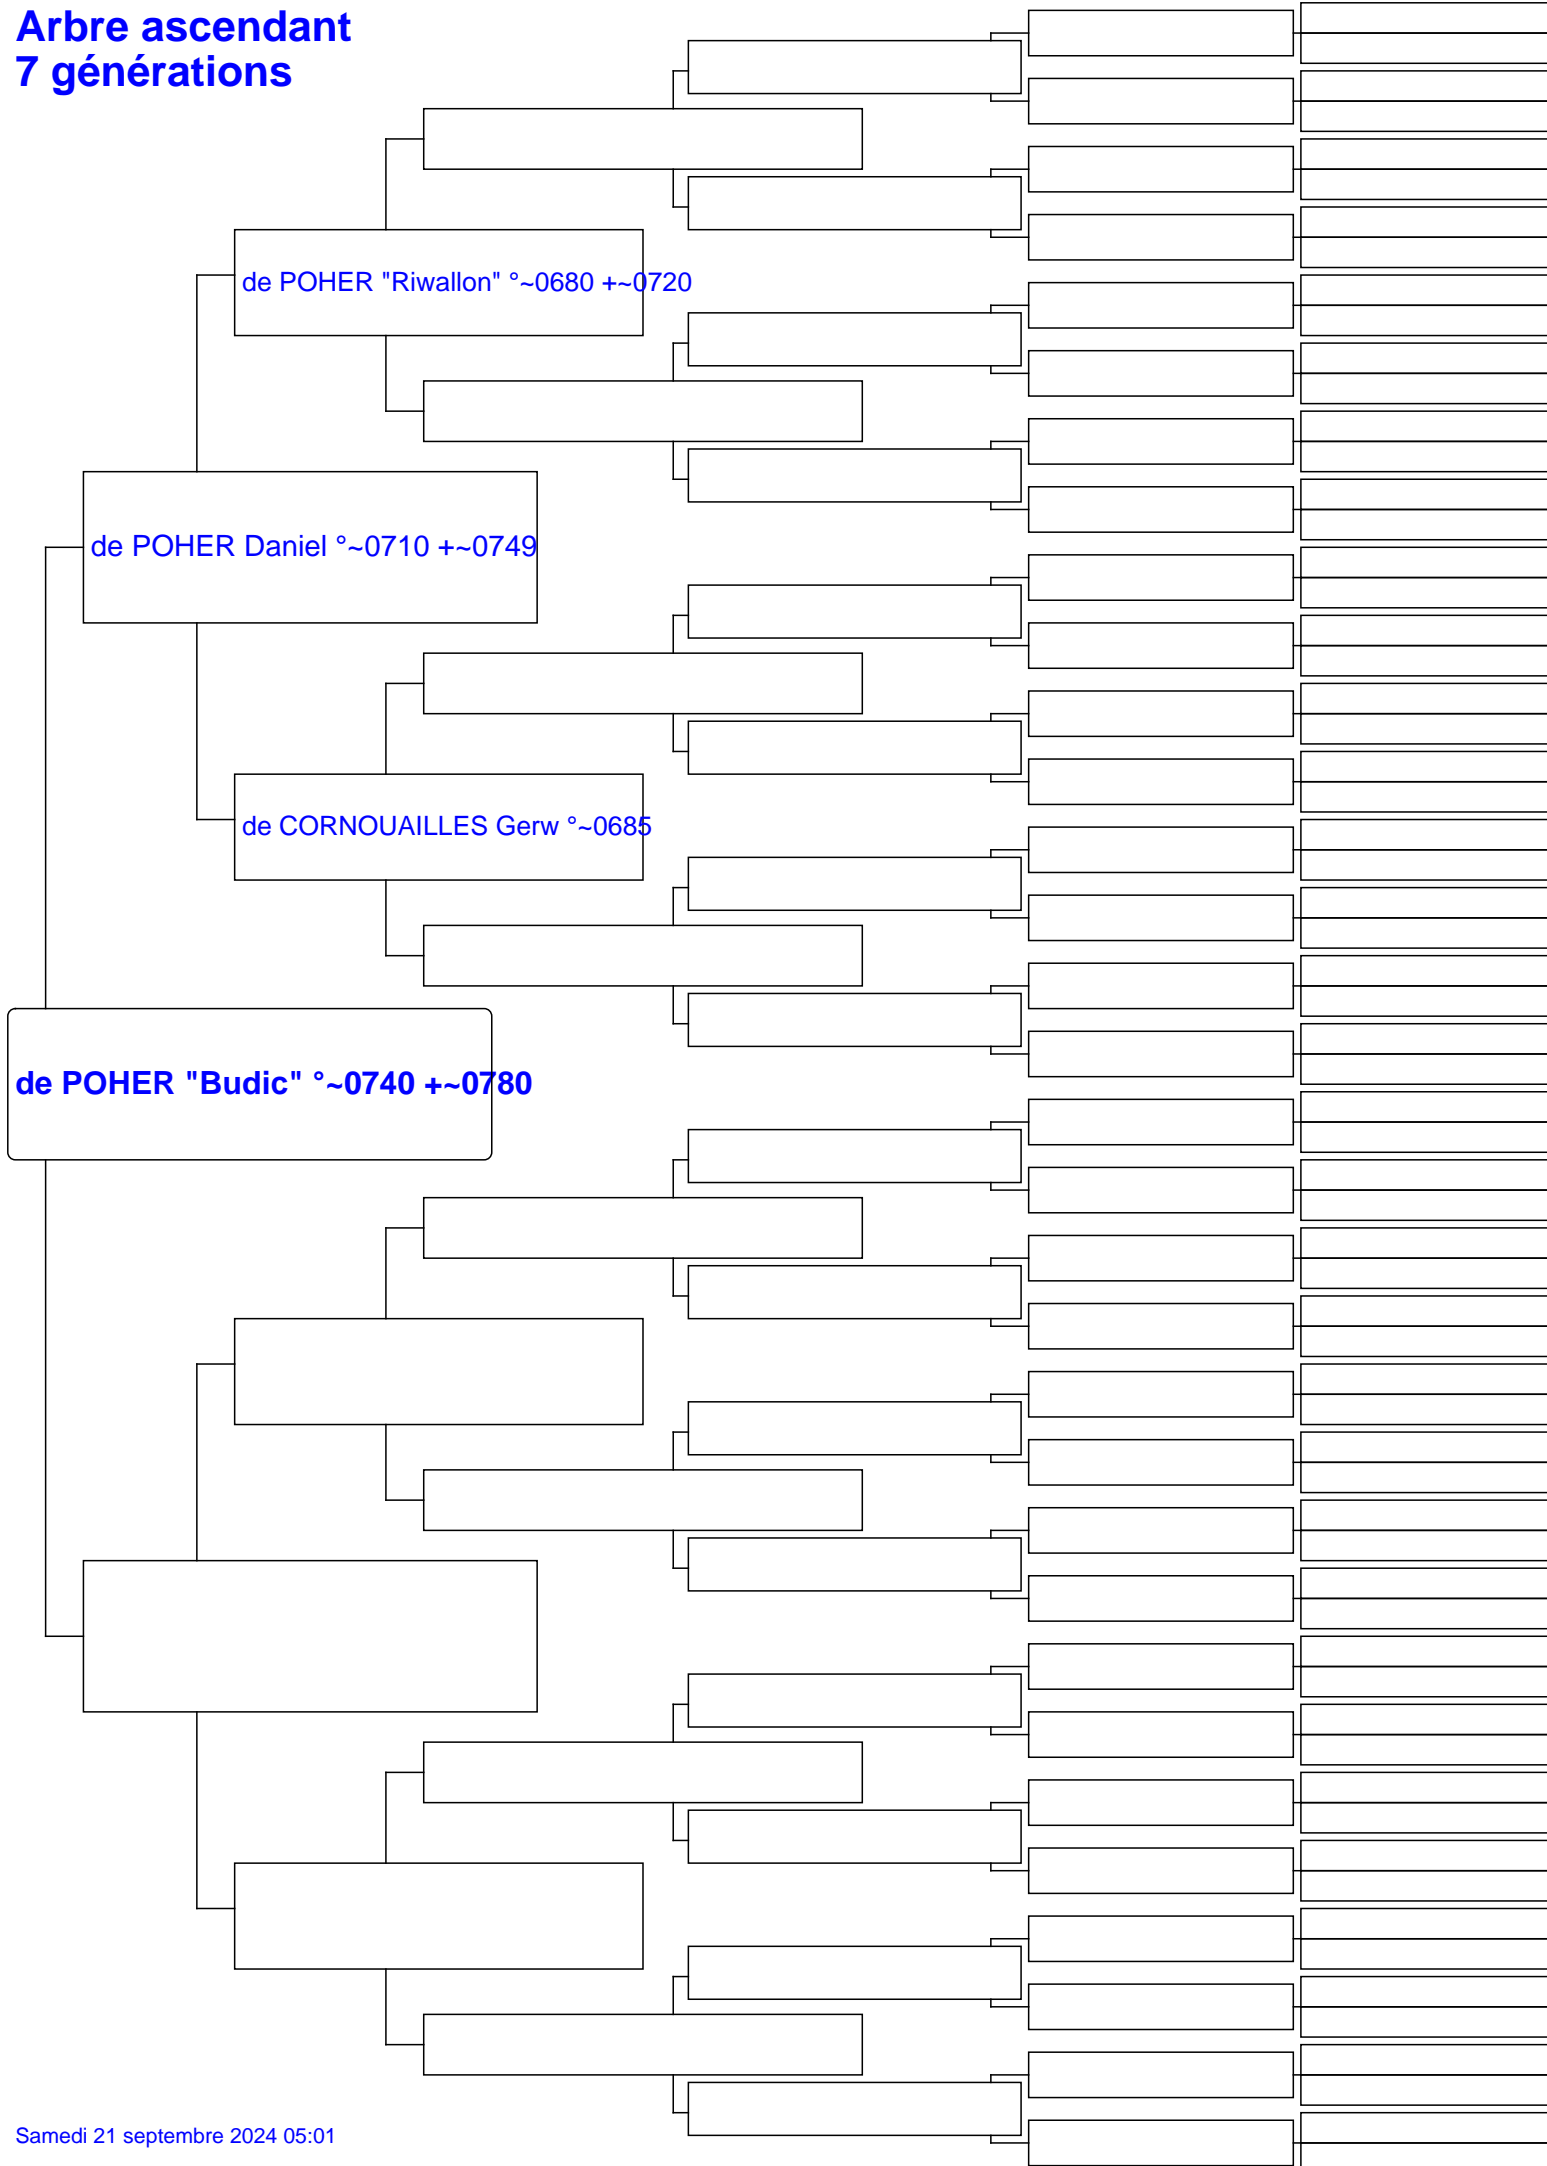 Arbre ascendant
7 générations
de POHER "Riwallon" °~0680 +~0720
de POHER Daniel °~0710 +~0749
de CORNOUAILLES Gerw °~0685
de POHER "Budic" °~0740 +~0780
Samedi 21 septembre 2024 05:01